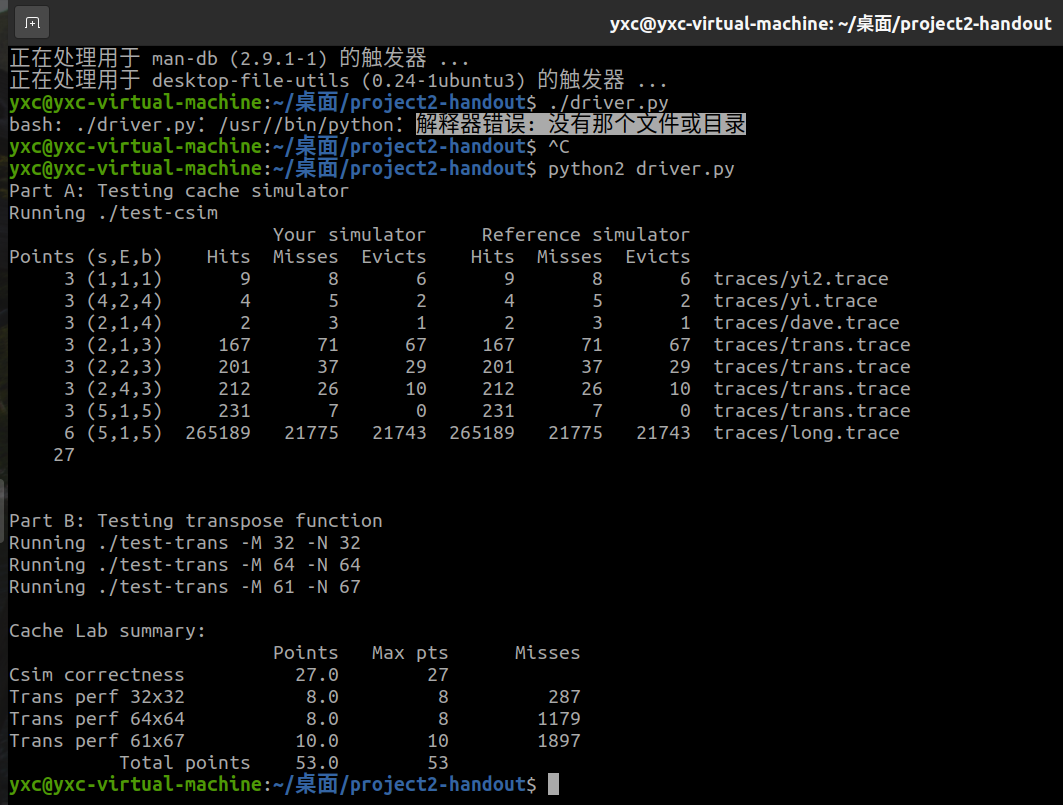 yxc@yxc-virtual-machine: ~/桌面/project2-handout
正在处理用于 man-db (2.9.1-1) 的触发器 ...
正在处理用于 desktop-file-utils (0.24-1ubuntu3) 的触发器 ...
yxc@yxc-virtual-machine:~/桌面/project2-handout$ ./driver.py
bash: ./driver.py：/usr//bin/python：解释器错误: 没有那个文件或目录
yxc@yxc-virtual-machine:~/桌面/project2-handout$ ^C
yxc@yxc-virtual-machine:~/桌面/project2-handout$ python2 driver.py
Part A: Testing cache simulator
Running ./test-csim
                        Your simulator     Reference simulator
Points (s,E,b)    Hits  Misses  Evicts    Hits  Misses  Evicts
     3 (1,1,1)       9       8       6       9       8       6  traces/yi2.trace
     3 (4,2,4)       4       5       2       4       5       2  traces/yi.trace
     3 (2,1,4)       2       3       1       2       3       1  traces/dave.trace
     3 (2,1,3)     167      71      67     167      71      67  traces/trans.trace
     3 (2,2,3)     201      37      29     201      37      29  traces/trans.trace
     3 (2,4,3)     212      26      10     212      26      10  traces/trans.trace
     3 (5,1,5)     231       7       0     231       7       0  traces/trans.trace
     6 (5,1,5)  265189   21775   21743  265189   21775   21743  traces/long.trace
    27
Part B: Testing transpose function
Running ./test-trans -M 32 -N 32
Running ./test-trans -M 64 -N 64
Running ./test-trans -M 61 -N 67
Cache Lab summary:
                        Points   Max pts      Misses
Csim correctness          27.0        27
Trans perf 32x32           8.0         8         287
Trans perf 64x64           8.0         8        1179
Trans perf 61x67          10.0        10        1897
          Total points    53.0        53
yxc@yxc-virtual-machine:~/桌面/project2-handout$